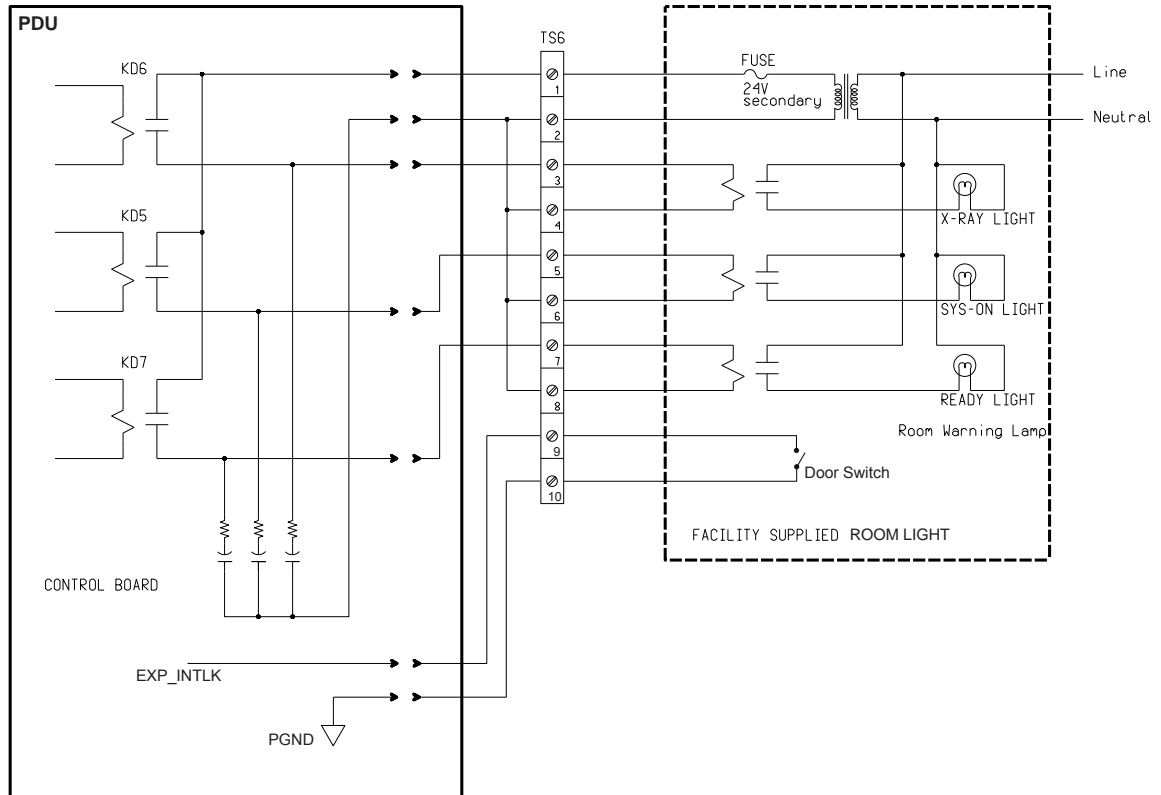 PDU
TS6
KD6
FUSE
24V
secondary
Line
Neutral
1
2
3
4
5
6
7
8
9
10
KD5
KD7
X-RAY LIGHT
SYS-ON LIGHT
READY LIGHT
Room Warning Lamp
Door Switch
FACILITY SUPPLIED ROOM LIGHT
CONTROL BOARD
EXP_INTLK
PGND